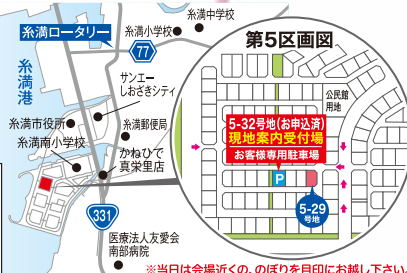 糸満中学校
糸満小学校
糸満ロータリー
77
糸満港
サンエー
しおざきシティ
糸満市役所
糸満郵便局
糸満南小学校
かねひで
真栄里店
331
医療法人友愛会
南部病院
第5区画図
公民館
用地
5-32号地(お申込済)
現地案内受付場
お客様専用駐車場
P
5-29
号地
※当日は会場近くの、のぼりを目印にお越し下さい。